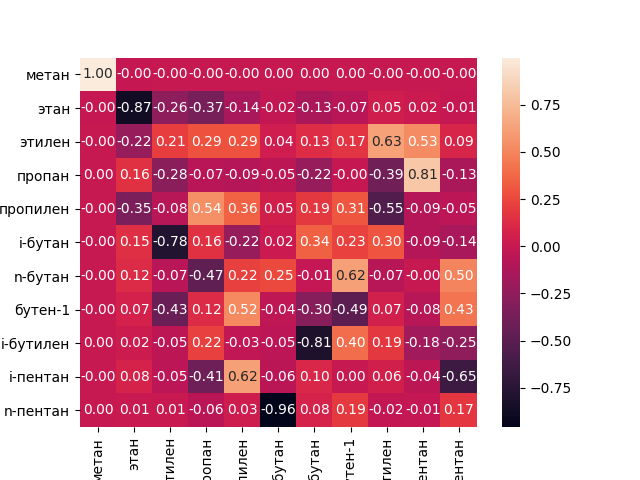 метан 1.00 -0.00 -0.00 -0.00 -0.00 0.00 0.00 0.00 -0.00 -0.00 -0.00
этан -0.00 -0.87 -0.26 -0.37 -0.14 -0.02 -0.13 -0.07 0.05 0.02 -0.01
этилен -0.00 -0.22 0.21 0.29 0.29 0.04 0.13 0.17 0.63 0.53 0.09
пропан 0.00 0.16 -0.28 -0.07 -0.09 -0.05 -0.22 -0.00 -0.39 0.81 -0.13
пропилен -0.00 -0.35 -0.08 0.54 0.36 0.05 0.19 0.31 -0.55 -0.09 -0.05
i-бутан -0.00 0.15 -0.78 0.16 -0.22 0.02 0.34 0.23 0.30 -0.09 -0.14
n-бутан -0.00 0.12 -0.07 -0.47 0.22 0.25 -0.01 0.62 -0.07 -0.00 0.50
бутен-1 -0.00 0.07 -0.43 0.12 0.52 -0.04 -0.30 -0.49 0.07 -0.08 0.43
i-бутилен 0.00 0.02 -0.05 0.22 -0.03 -0.05 -0.81 0.40 0.19 -0.18 -0.25
i-пентан -0.00 0.08 -0.05 -0.41 0.62 -0.06 0.10 0.00 0.06 -0.04 -0.65
n-пентан 0.00 0.01 0.01 -0.06 0.03 -0.96 0.08 0.19 -0.02 -0.01 0.17
метан этан тилен ропан пилен бутан бутан тен-1 тилен ентан ентан
0.75
0.50
0.25
0.00
−0.25
−0.50
−0.75